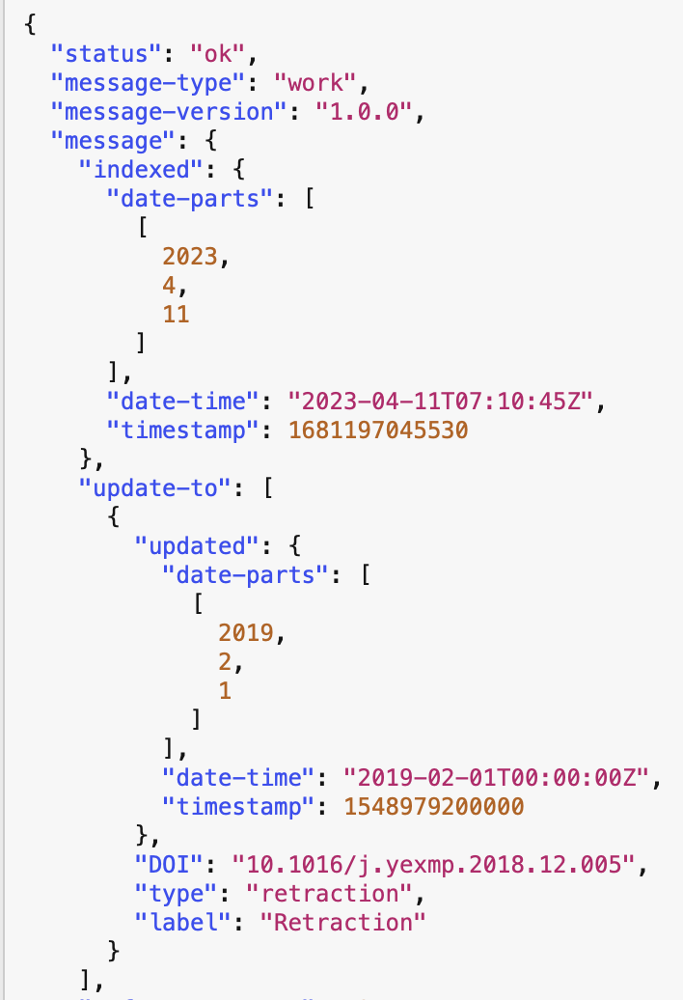 {
  "status": "ok",
  "message-type": "work",
  "message-version": "1.0.0",
  "message": {
    "indexed": {
      "date-parts": [
        [
          2023,
          4,
          11
        ]
      ],
      "date-time": "2023-04-11T07:10:45Z",
      "timestamp": 1681197045530
    },
    "update-to": [
      {
        "updated": {
          "date-parts": [
            [
              2019,
              2,
              1
            ]
          ],
          "date-time": "2019-02-01T00:00:00Z",
          "timestamp": 1548979200000
        },
        "DOI": "10.1016/j.yexmp.2018.12.005",
        "type": "retraction",
        "label": "Retraction"
      }
    ],